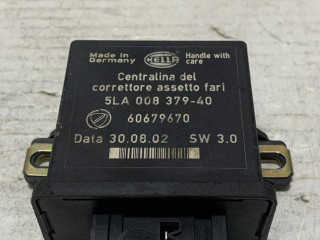 Made in Germany
HELLA
Handle with care
Centralina del
correttore assetto fari
5LA 008 379-40
60679670
Data 30.08.02 SW 3.0